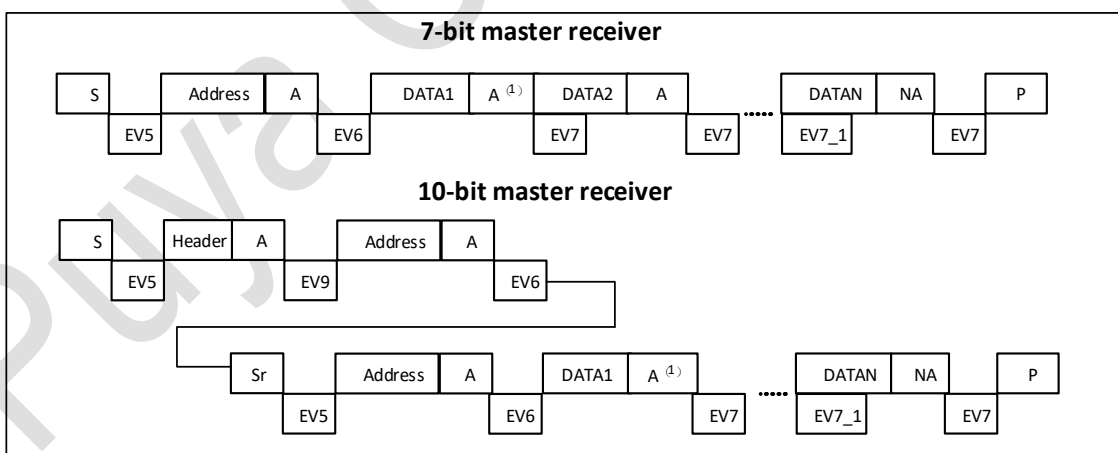 7-bit master receiver
S Address A DATA1 A (1) DATA2 A DATAN NA P
EV5 EV6 EV7 EV7 ...... EV7_1 EV7
10-bit master receiver
S Header A Address A
EV5 EV9 EV6
Sr Address A DATA1 A (1) DATAN NA P
EV5 EV6 EV7 ...... EV7_1 EV7
Puya